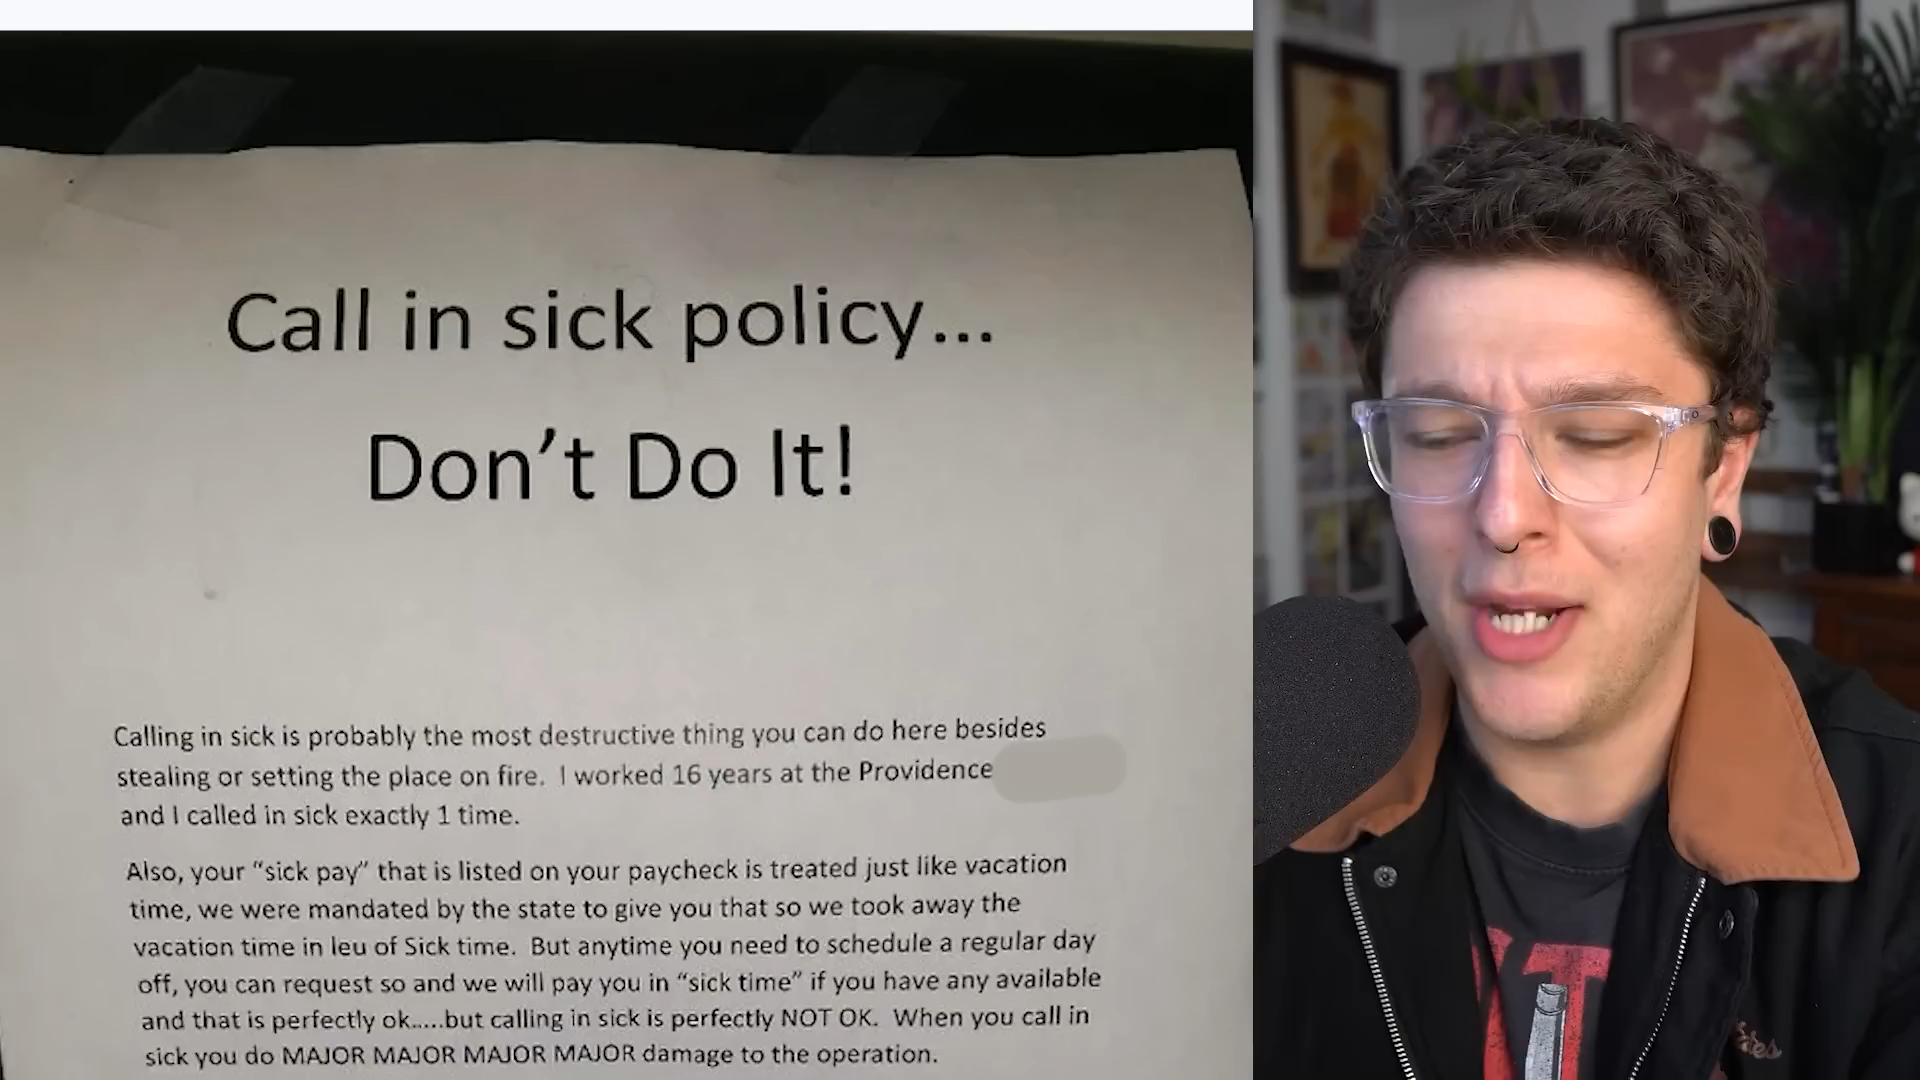 Call in sick policy...
Don't Do It!
Calling in sick is probably the most destructive thing you can do here besides
stealing or setting the place on fire. I worked 16 years at the Providence
and I called in sick exactly 1 time.
Also, your “sick pay” that is listed on your paycheck is treated just like vacation
time, we were mandated by the state to give you that so we took away the
vacation time in leu of Sick time. But anytime you need to schedule a regular day
off, you can request so and we will pay you in “sick time” if you have any available
and that is perfectly ok.....but calling in sick is perfectly NOT OK. When you call in
sick you do MAJOR MAJOR MAJOR MAJOR damage to the operation.